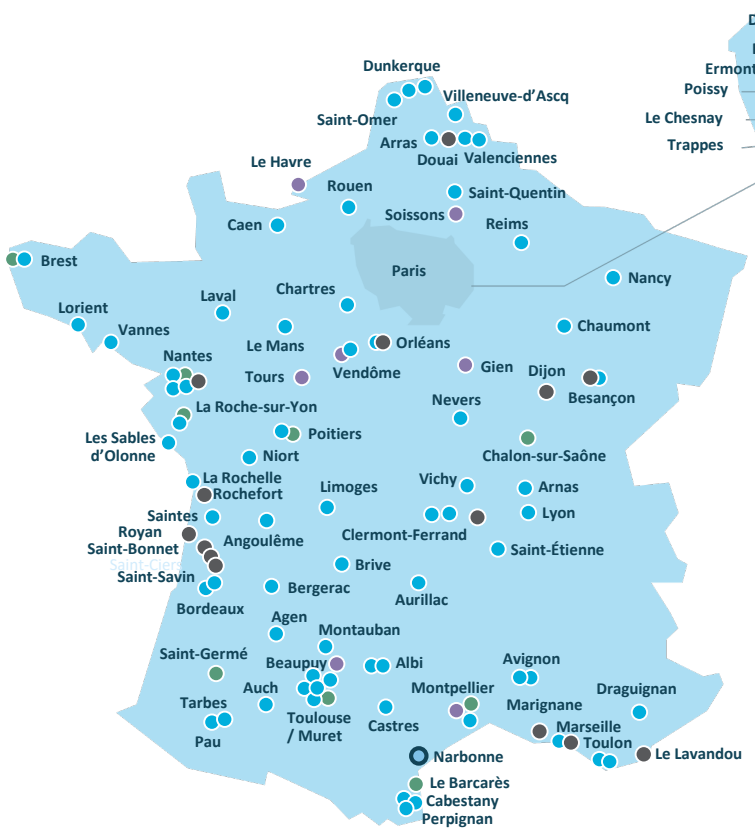 D
Dunkerque
Ermont
Poissy
Villeneuve-d'Ascq
Saint-Omer
Le Chesnay
Arras
Trappes
Douai
Valenciennes
Le Havre
Rouen
Saint-Quentin
Soissons
Caen
Reims
Brest
Paris
Nancy
Chartres
Laval
Lorient
Chaumont
Vannes
Le Mans
Orléans
Nantes
Gien
Dijon
Tours
Vendôme
Besançon
Nevers
La Roche-sur-Yon
Poitiers
Les Sables
d'Olonne
Chalon-sur-Saône
Niort
La Rochelle
Vichy
Limoges
Arnas
Rochefort
Saintes
Lyon
Royan
Angoulême
Clermont-Ferrand
Saint-Bonnet
Saint-Étienne
Saint-Ciers
Brive
Saint-Savin
Bergerac
Aurillac
Bordeaux
Agen
Montauban
Saint-Germé
Beaupuy
Albi
Avignon
Auch
Montpellier
Draguignan
Tarbes
Marignane
Toulouse
/ Muret
Castres
Marseille
Pau
Toulon
Le Lavandou
Narbonne
Le Barcarès
Cabestany
Perpignan